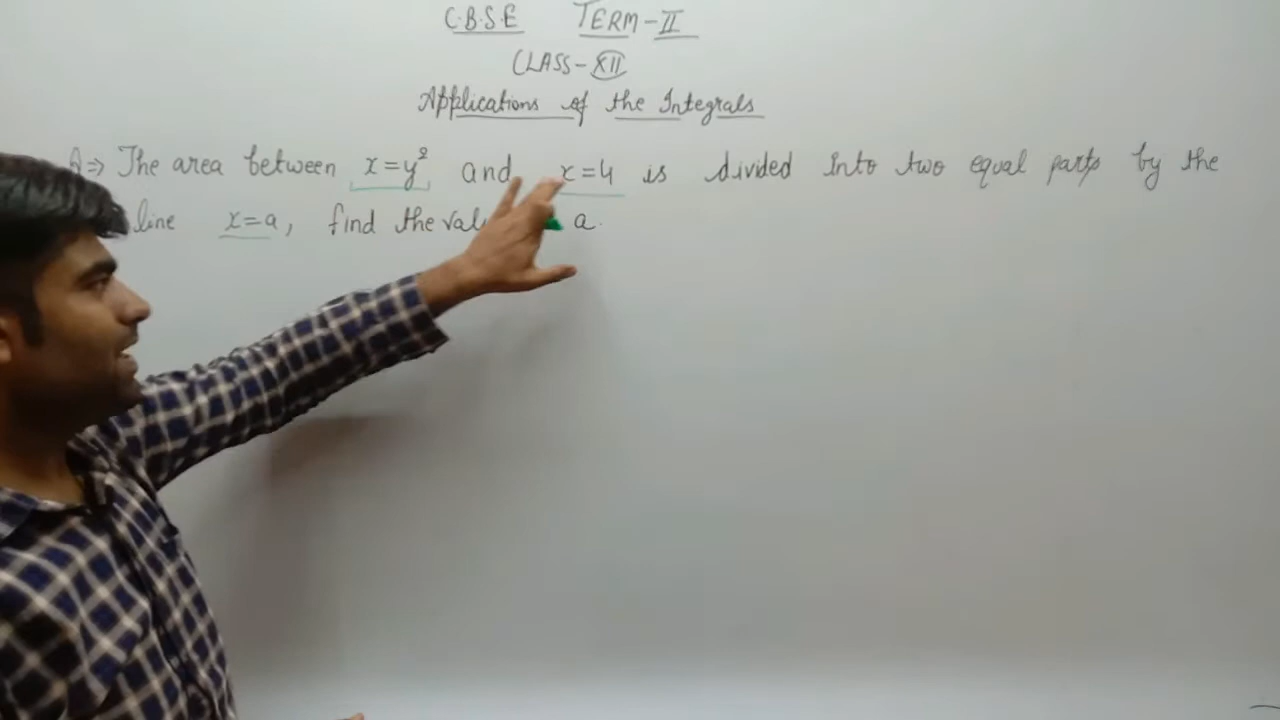 C.B.S.E TERM-II
CLASS-XII
Applications of the Integrals
The area between x=y² and x=4 is divided into two equal parts by the
line x=a, find the a.